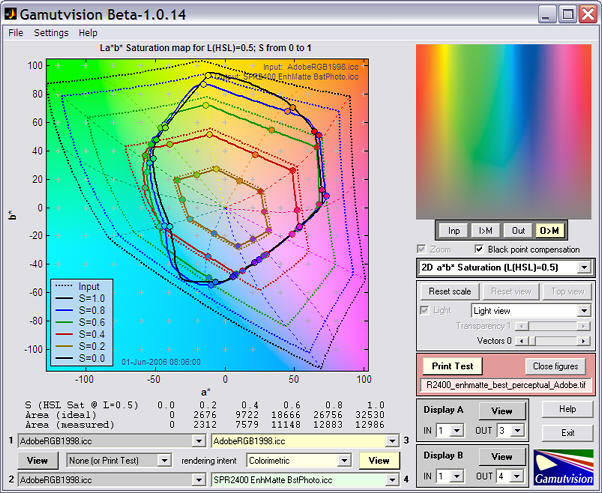 Gamutvision Beta-1.0.14
File Settings Help
La*b* Saturation map for L(HSL)=0.5; S from 0 to 1
Input: AdobeRGB1998.icc
Output: SPR2400 EnhMatte BstPhoto.icc
100
80
60
40
20
0
-20
-40
-60
-80
-100
b*
Input
S=1.0
S=0.8
S=0.6
S=0.4
S=0.2
S=0.0
01-Jun-2006 08:06:00
-100 -50 0 50 100
a*
S (HSL Sat @ L=0.5) 0.0 0.2 0.4 0.6 0.8 1.0
Area (ideal) 0 2676 9722 18666 26756 32530
Area (measured) 0 2312 7579 11148 12883 12986
1 AdobeRGB1998.icc AdobeRGB1998.icc 3
View None (or Print Test) rendering intent Colorimetric View
2 AdobeRGB1998.icc SPR2400 EnhMatte BstPhoto.icc 4
Inp I>M Out O>M
Zoom Black point compensation
2D a*b* Saturation (L(HSL)=0.5)
Reset scale Reset view Top view
Light Light view
Transparency 1
Vectors 0
Print Test Close figures
R2400_enhmatte_best_perceptual_Adobe.tif
Display A View
IN 1 OUT 3
Help
Exit
Display B View
IN 1 OUT 4
Gamutvision